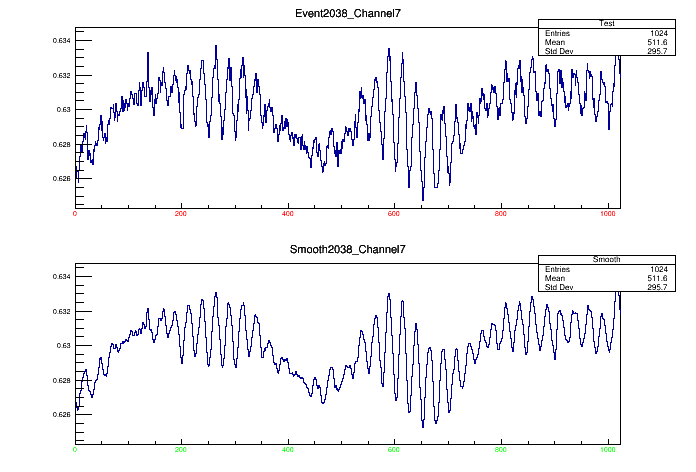 Event2038_Channel7
Test
Entries 1024
Mean 511.6
Std Dev 295.7
0.634
0.632
0.63
0.628
0.626
0 200 400 600 800 1000
Smooth2038_Channel7
Smooth
Entries 1024
Mean 511.6
Std Dev 295.7
0.634
0.632
0.63
0.628
0.626
0 200 400 600 800 1000